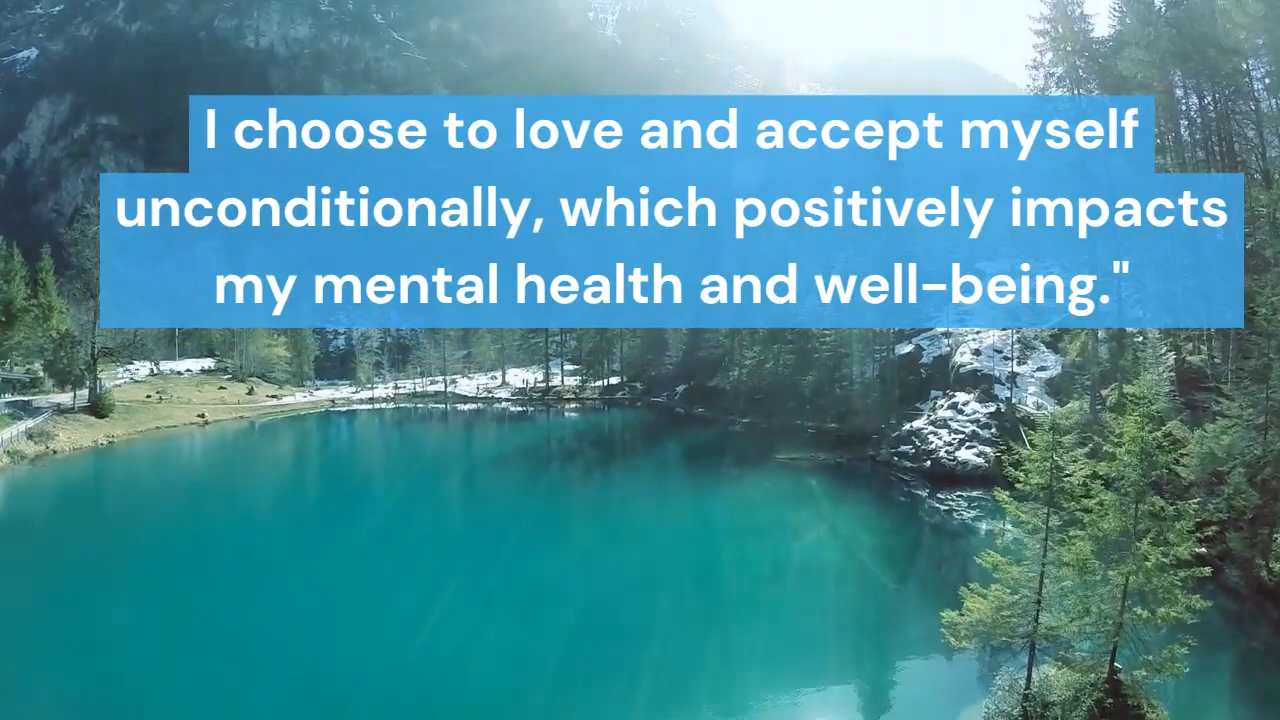 I choose to love and accept myself
unconditionally, which positively impacts
my mental health and well-being."